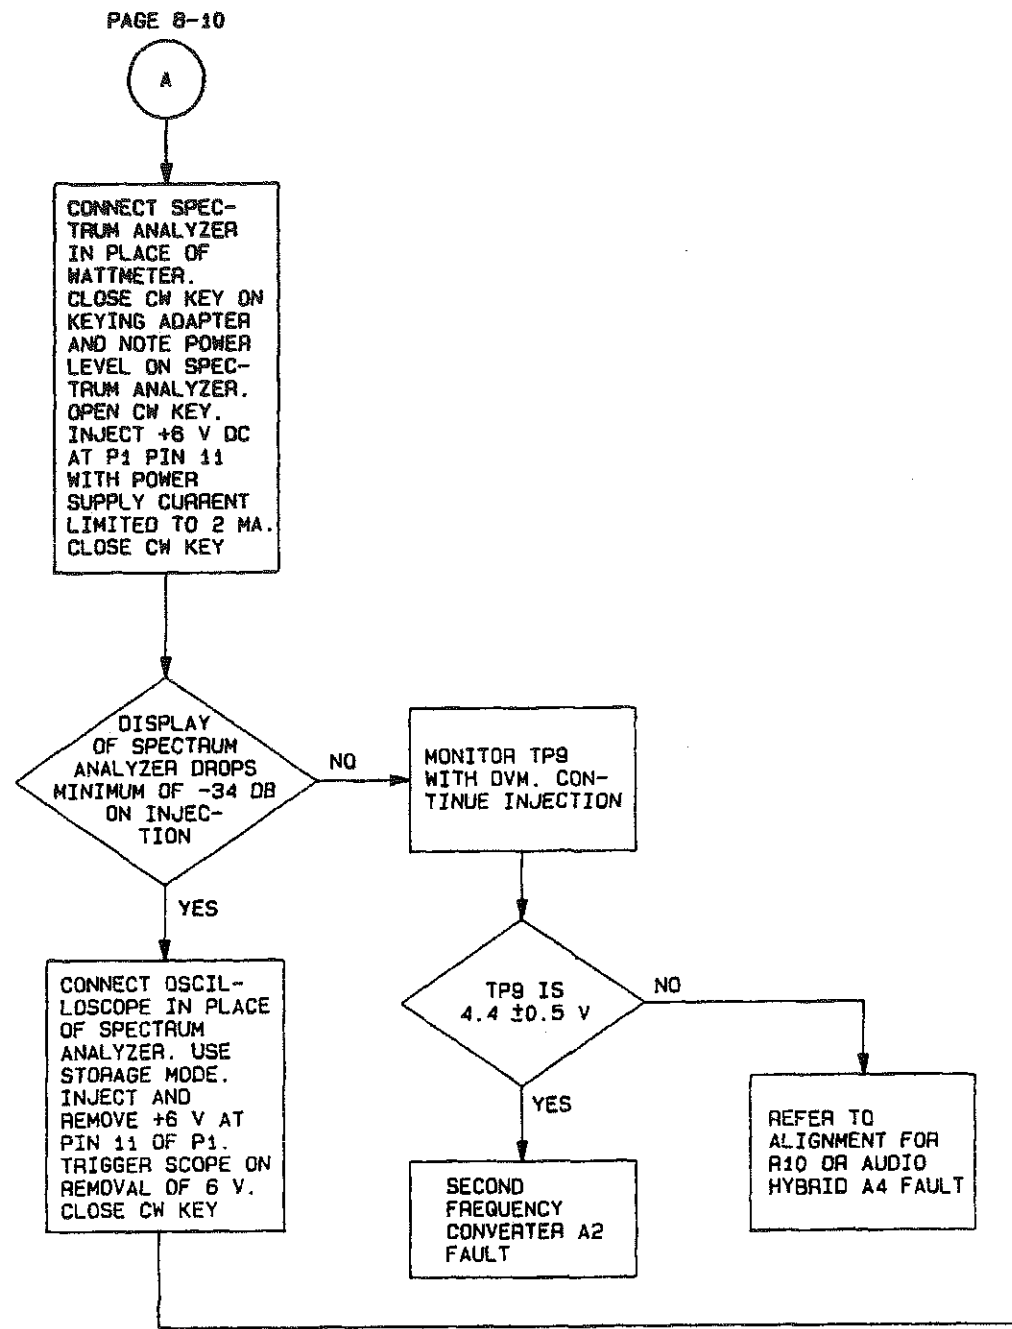 PAGE 8-10
A
CONNECT SPEC-
TRUM ANALYZER
IN PLACE OF
WATTMETER.
CLOSE CW KEY ON
KEYING ADAPTER
AND NOTE POWER
LEVEL ON SPEC-
TRUM ANALYZER.
OPEN CW KEY.
INJECT +6 V DC
AT P1 PIN 11
WITH POWER
SUPPLY CURRENT
LIMITED TO 2 MA.
CLOSE CW KEY
DISPLAY
OF SPECTRUM
ANALYZER DROPS
MINIMUM OF -34 DB
ON INJEC-
TION
NO
MONITOR TP9
WITH DVM. CON-
TINUE INJECTION
YES
CONNECT OSCIL-
LOSCOPE IN PLACE
OF SPECTRUM
ANALYZER. USE
STORAGE MODE.
INJECT AND
REMOVE +6 V AT
PIN 11 OF P1.
TRIGGER SCOPE ON
REMOVAL OF 6 V.
CLOSE CW KEY
TP9 IS
4.4 ±0.5 V
NO
YES
SECOND
FREQUENCY
CONVERTER A2
FAULT
REFER TO
ALIGNMENT FOR
R10 OR AUDIO
HYBRID A4 FAULT